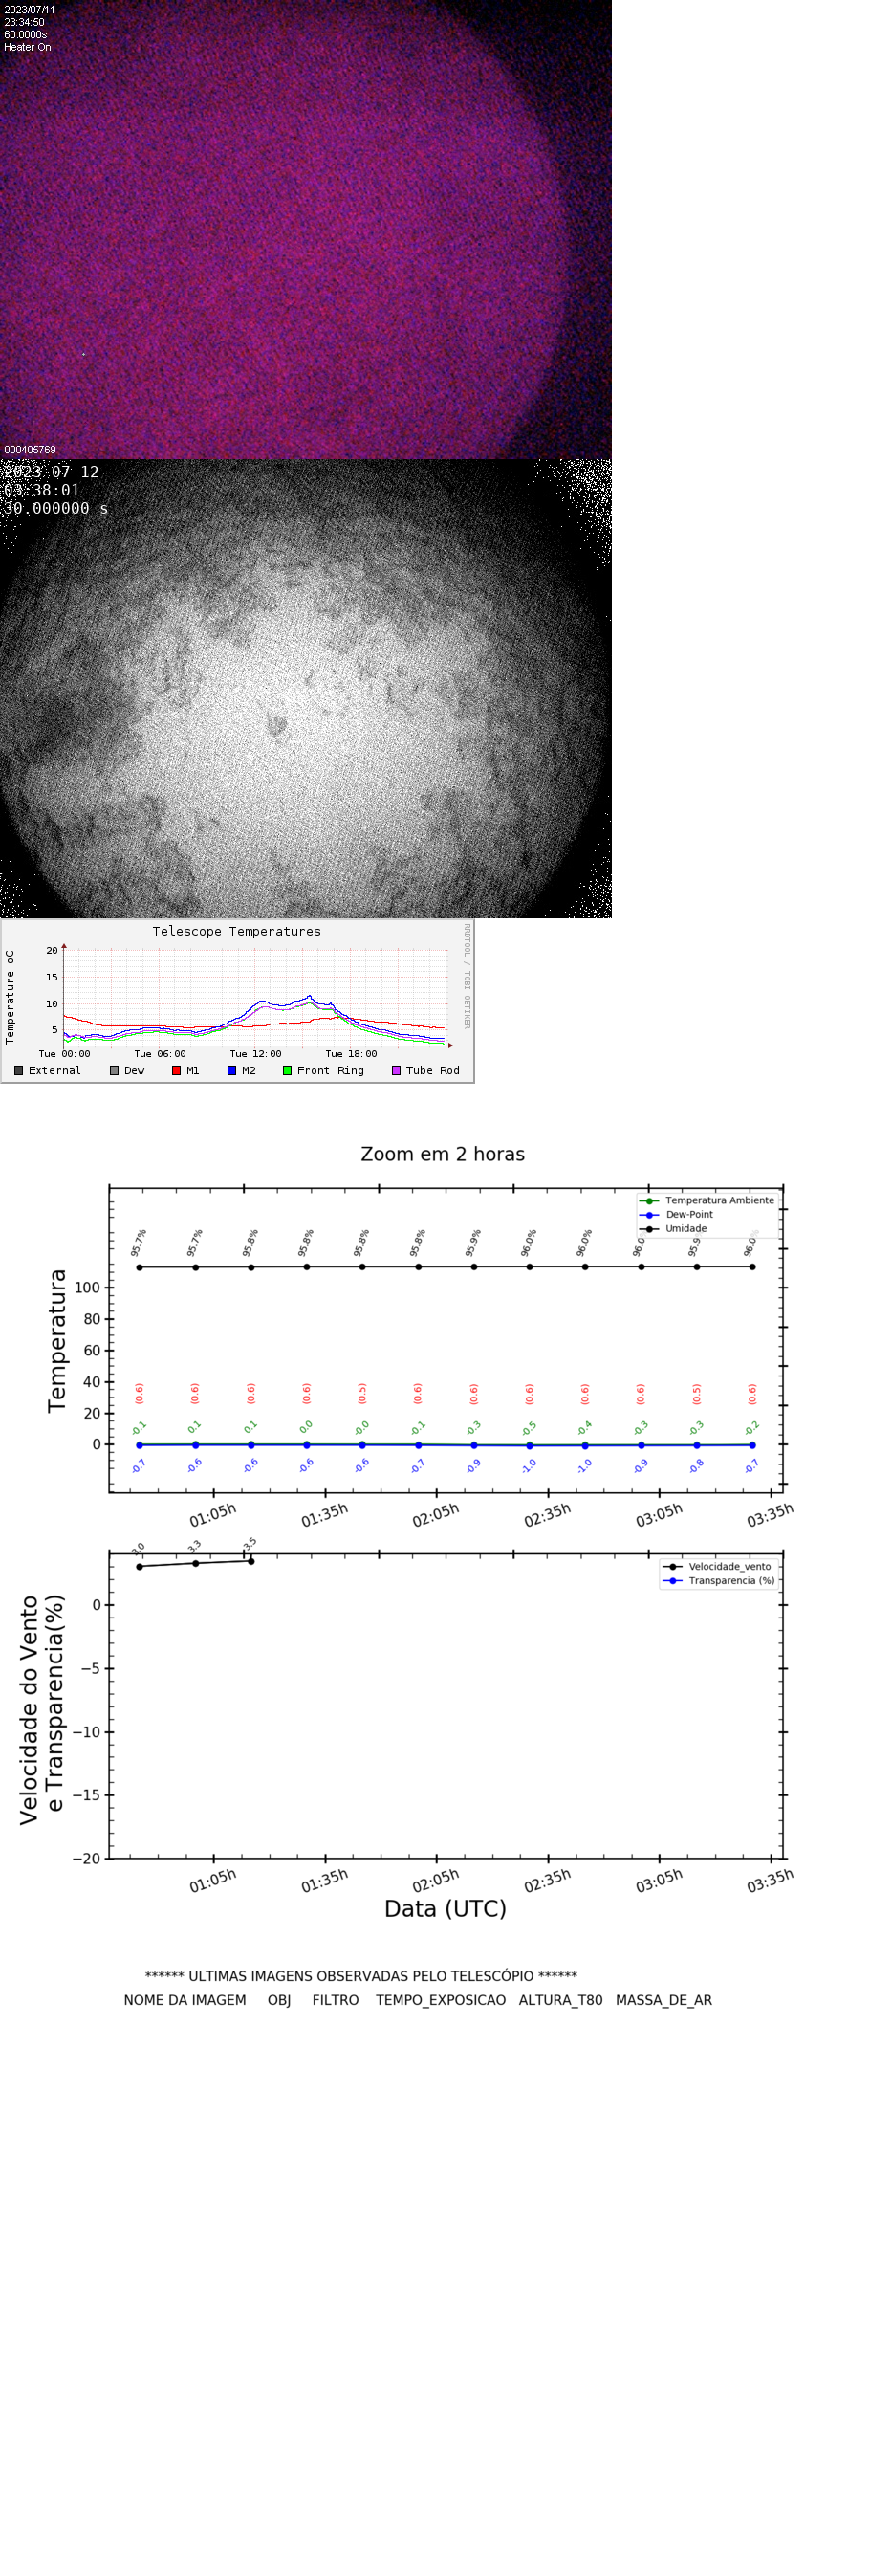 2023/07/11
23:34:50
60.0000s
Heater On
000405769
2023-07-12
03:38:01
30.000000 s
Telescope Temperatures
RRDTOOL / TOBI OETIKER
Temperature oC
20
15
10
5
Tue 00:00 Tue 06:00 Tue 12:00 Tue 18:00
External Dew M1 M2 Front Ring Tube Rod
Zoom em 2 horas
Temperatura Ambiente
Dew-Point
Umidade
95.7% 95.7% 95.8% 95.8% 95.8% 95.8% 95.9% 96.0% 96.0% 96.0 95.9 96.0
Temperatura
100
80
60
40
20
0
(0.6) (0.6) (0.6) (0.6) (0.5) (0.6) (0.6) (0.6) (0.6) (0.6) (0.5) (0.6)
-0.1 0.1 0.1 0.0 -0.0 -0.1 -0.3 -0.5 -0.4 -0.3 -0.3 -0.2
-0.7 -0.6 -0.6 -0.6 -0.6 -0.7 -0.9 -1.0 -1.0 -0.9 -0.8 -0.7
01:05h 01:35h 02:05h 02:35h 03:05h 03:35h
3.0 3.3 3.5
Velocidade_vento
Transparencia (%)
Velocidade do Vento
e Transparencia(%)
0
−5
−10
−15
−20
01:05h 01:35h 02:05h 02:35h 03:05h 03:35h
Data (UTC)
****** ULTIMAS IMAGENS OBSERVADAS PELO TELESCÓPIO ******
NOME DA IMAGEM OBJ FILTRO TEMPO_EXPOSICAO ALTURA_T80 MASSA_DE_AR